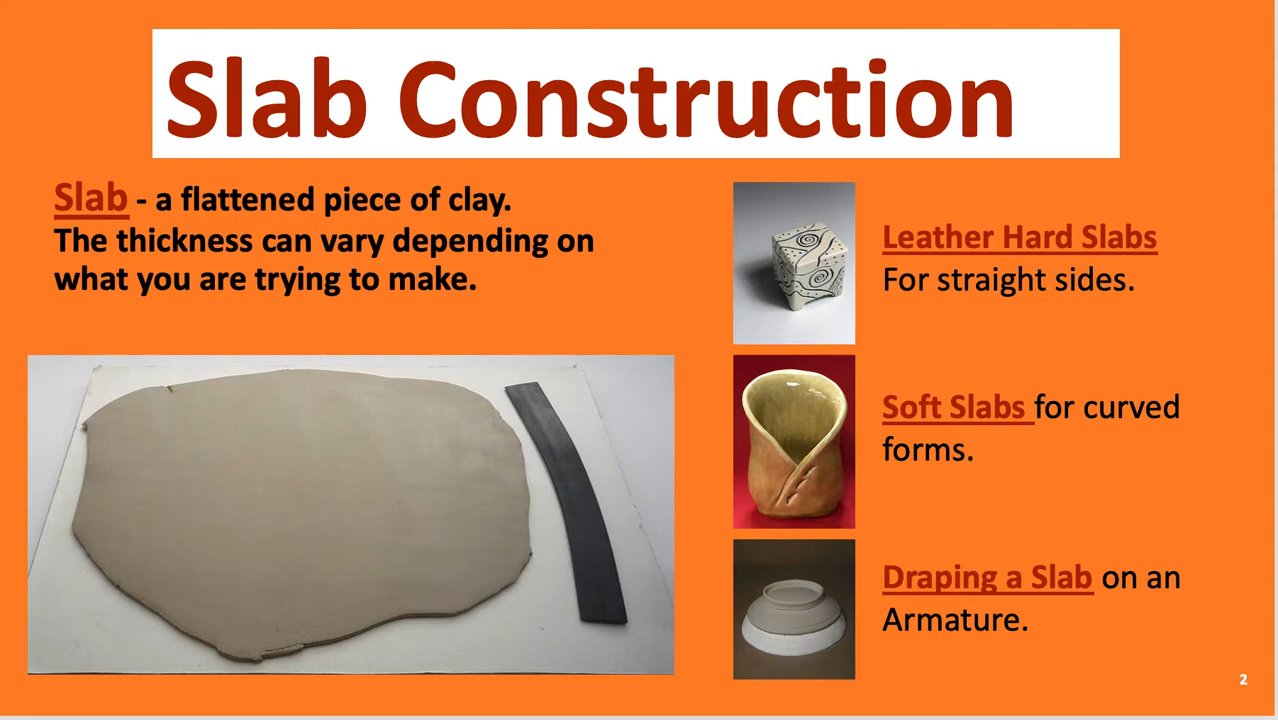 Slab Construction
Slab - a flattened piece of clay.
The thickness can vary depending on
what you are trying to make.
Leather Hard Slabs
For straight sides.
Soft Slabs for curved
forms.
Draping a Slab on an
Armature.
2